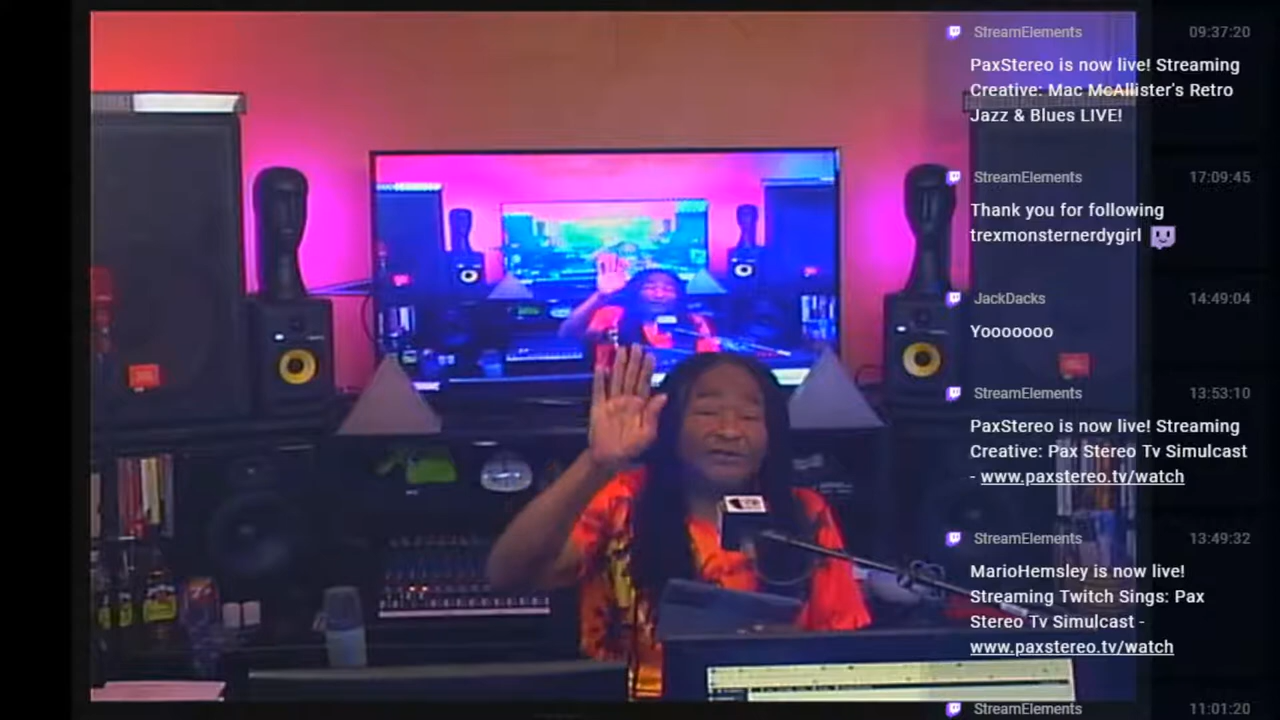 StreamElements 09:37:20
PaxStereo is now live! Streaming
Creative: Mac McAllister's Retro
Jazz & Blues LIVE!
StreamElements 17:09:45
Thank you for following
trexmonsternerdygirl
JackDacks 14:49:04
Yooooooo
StreamElements 13:53:10
PaxStereo is now live! Streaming
Creative: Pax Stereo Tv Simulcast
- www.paxstereo.tv/watch
StreamElements 13:49:32
MarioHemsley is now live!
Streaming Twitch Sings: Pax
Stereo Tv Simulcast -
www.paxstereo.tv/watch
StreamElements 11:01:20
JBL